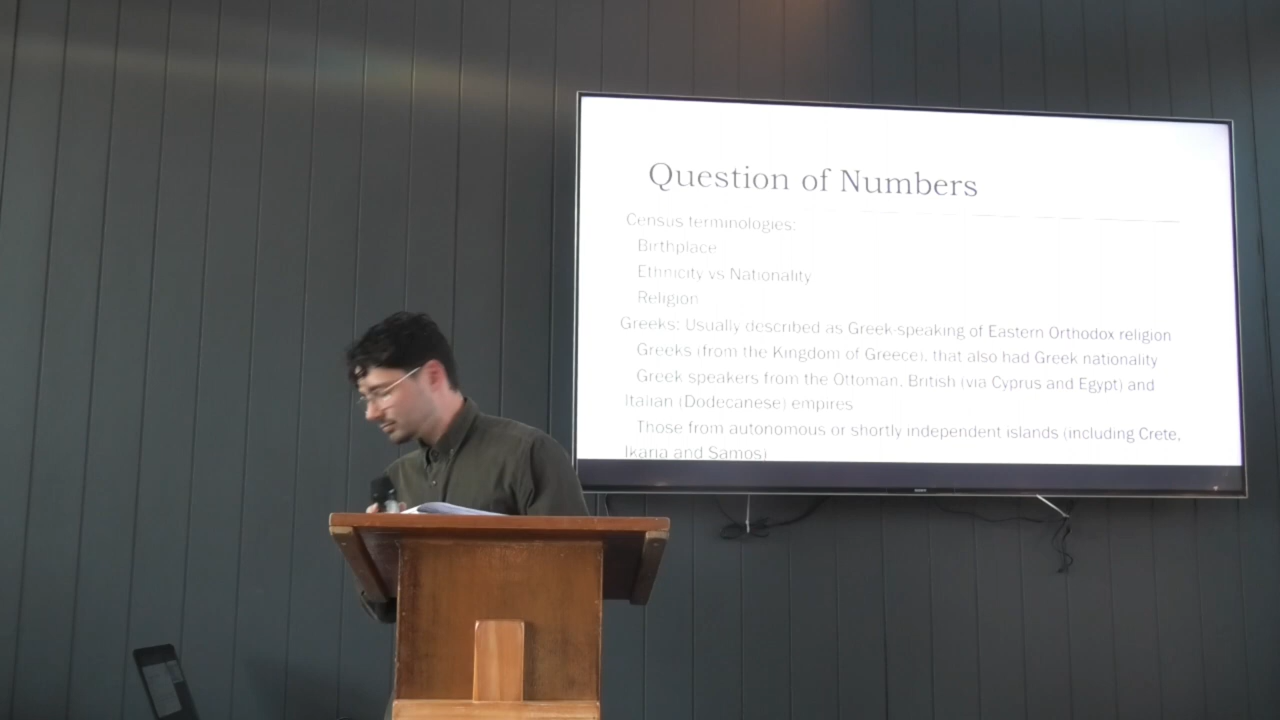 Question of Numbers
Census terminologies:
Birthplace
Ethnicity vs Nationality
Religion
Greeks: Usually described as Greek-speaking of Eastern Orthodox religion
Greeks (from the Kingdom of Greece), that also had Greek nationality
Greek speakers from the Ottoman, British (via Cyprus and Egypt) and
Italian (Dodecanese) empires
Those from autonomous or shortly independent islands (including Crete,
Ikaria and Samos)